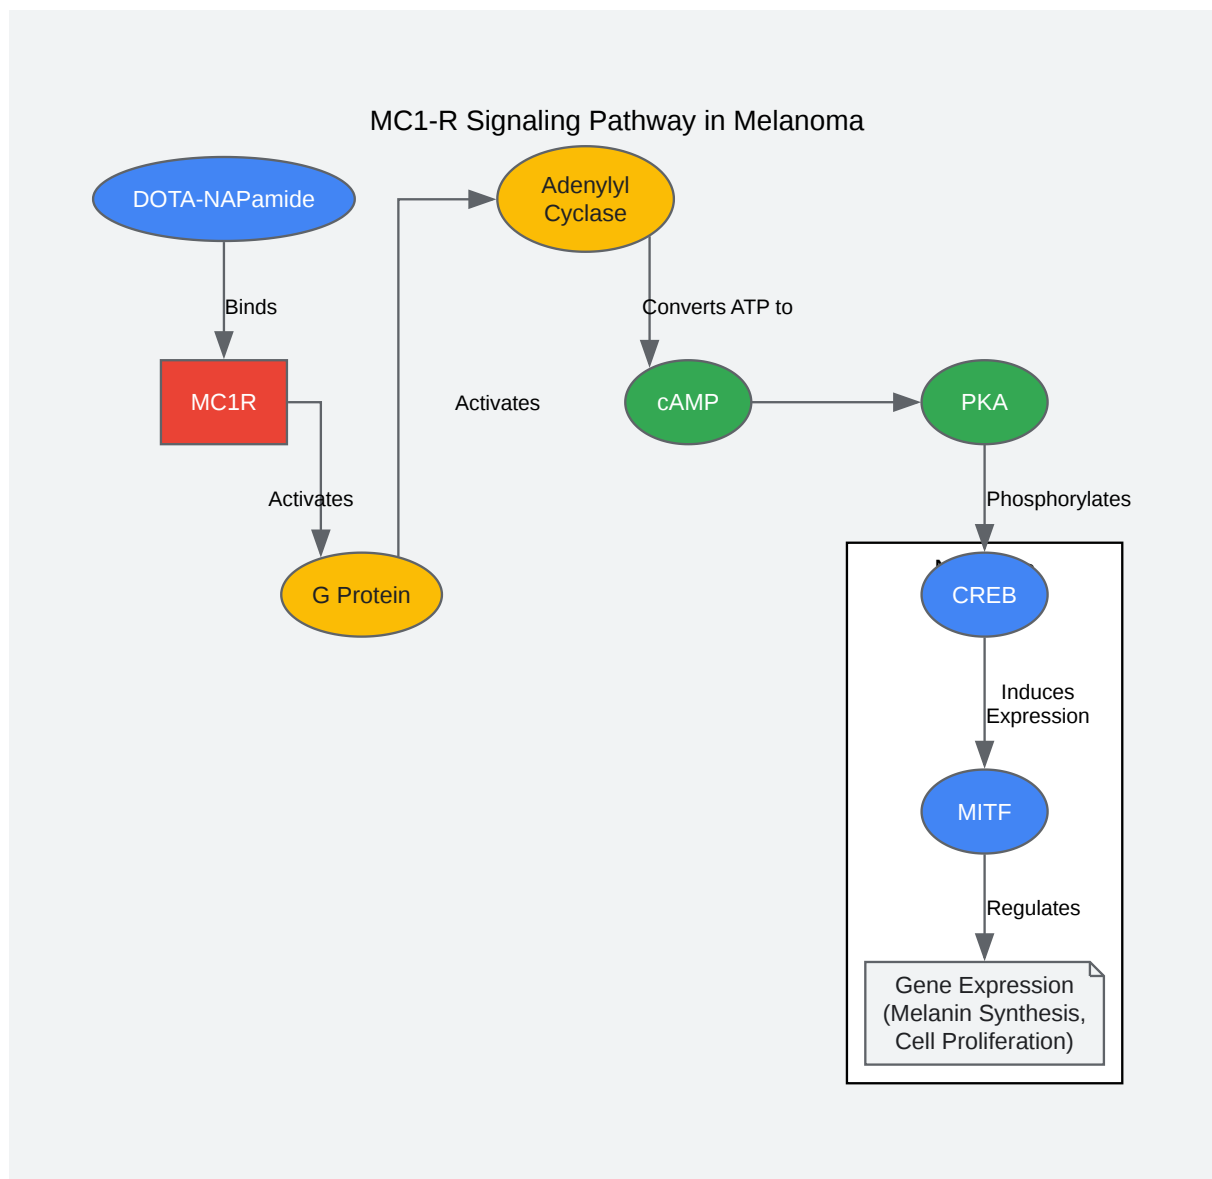 MC1-R Signaling Pathway in Melanoma
DOTA-NAPamide
Adenylyl
Cyclase
Binds
Converts ATP to
MC1R
Activates
cAMP
PKA
Activates
Phosphorylates
G Protein
CREB
Induces
Expression
MITF
Regulates
Gene Expression
(Melanin Synthesis,
Cell Proliferation)